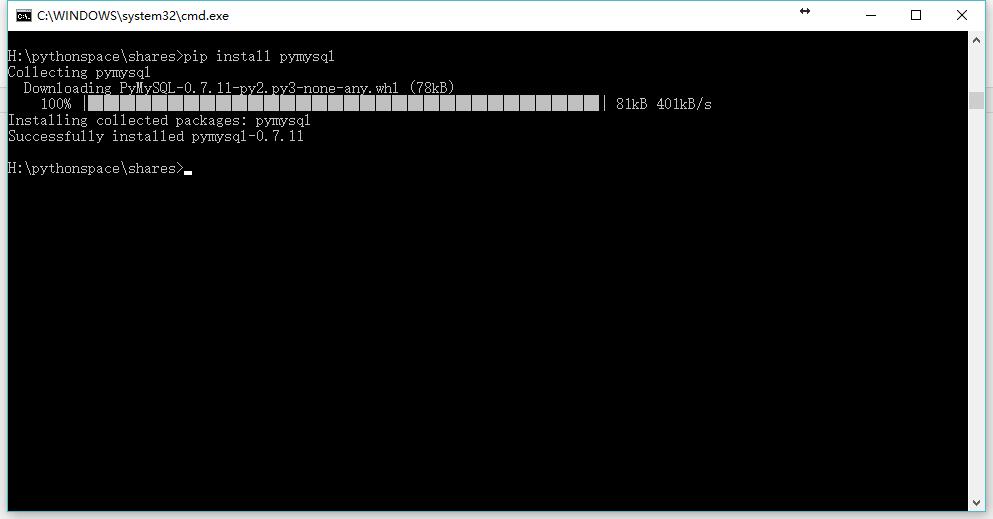 C:\WINDOWS\system32\cmd.exe
H:\pythonspace\shares>pip install pymysql
Collecting pymysql
Downloading PyMySQL-0.7.11-py2.py3-none-any.whl (78kB)
100% | | 81kB 401kB/s
Installing collected packages: pymysql
Successfully installed pymysql-0.7.11
H:\pythonspace\shares>